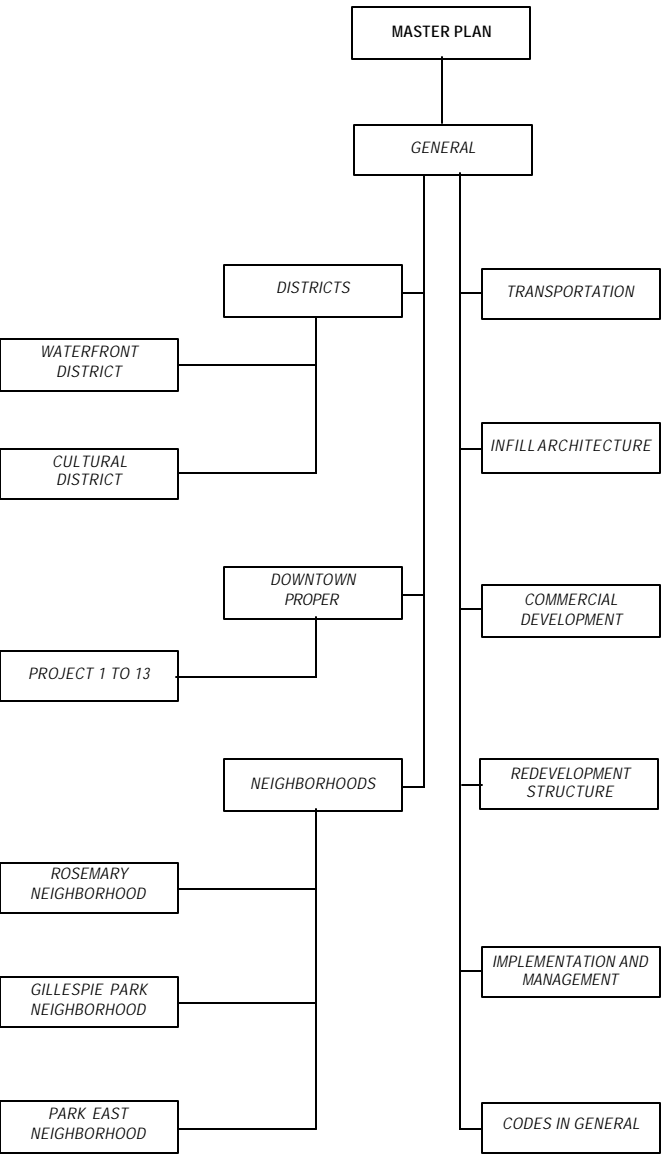 MASTER PLAN
GENERAL
DISTRICTS
TRANSPORTATION
WATERFRONT
DISTRICT
INFILL ARCHITECTURE
CULTURAL
DISTRICT
DOWNTOWN
PROPER
COMMERCIAL
DEVELOPMENT
PROJECT 1 TO 13
NEIGHBORHOODS
REDEVELOPMENT
STRUCTURE
ROSEMARY
NEIGHBORHOOD
IMPLEMENTATION AND
MANAGEMENT
GILLESPIE PARK
NEIGHBORHOOD
PARK EAST
NEIGHBORHOOD
CODES IN GENERAL